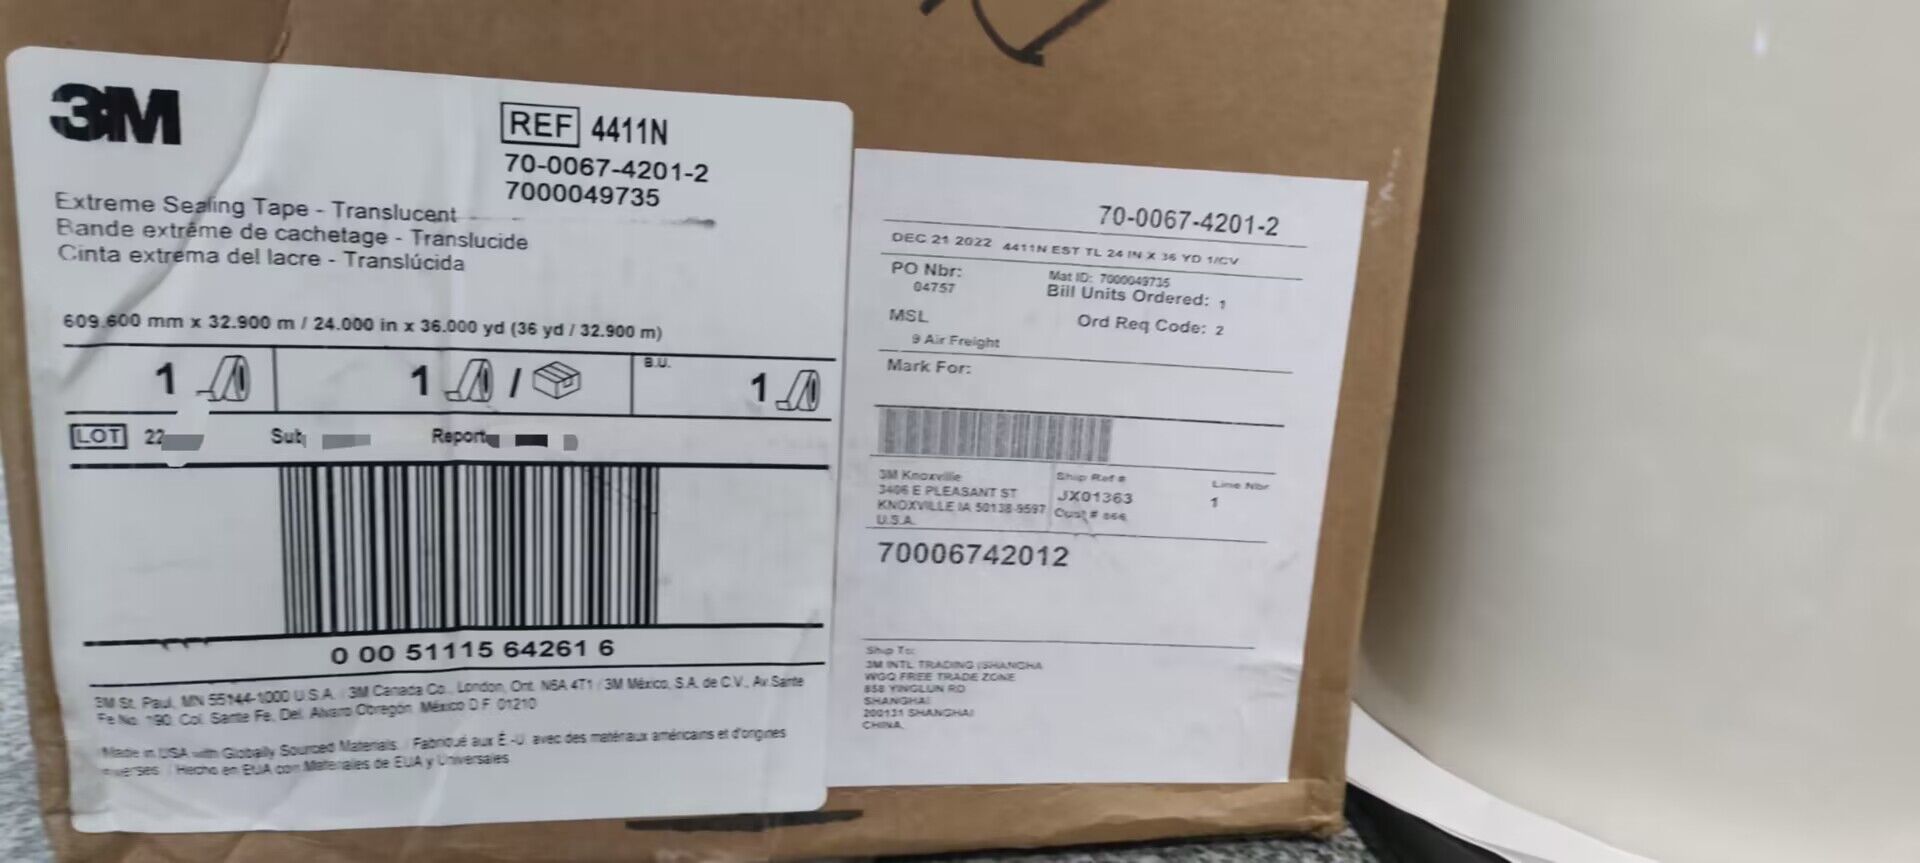 3M
REF 4411N
70-0067-4201-2
7000049735
Extreme Sealing Tape - Translucent
Bande extrême de cachetage - Translucide
Cinta extrema del lacre - Translúcida
609.600 mm x 32.900 m / 24.000 in x 36.000 yd (36 yd / 32.900 m)
1 1 / B.U. 1
LOT 22 Sub Report
0 00 51115 64261 6
3M St. Paul, MN 55144-1000 U.S.A. / 3M Canada Co., London, Ont. N6A 4T1 / 3M México, S.A. de C.V., Av. Sante
Fe No. 190, Col. Sante Fe, Del. Alvaro Obregón, México D.F. 01210
Made in USA with Globally Sourced Materials. / Fabriqué aux É.-U. avec des matériaux américains et d'origines
/ Hecho en EUA con Materiales de EUA y Universales
70-0067-4201-2
DEC 21 2022 4411N EST TL 24 IN X 36 YD 1/CV
PO Nbr: Mat ID: 7000049735
04757 Bill Units Ordered: 1
MSL Ord Req Code: 2
9 Air Freight
Mark For:
3M Knoxville Ship Ref # Line Nbr
3406 E PLEASANT ST JX01363 1
KNOXVILLE IA 50138-9597 Cust #
U.S.A.
70006742012
Ship To:
3M INTL TRADING (SHANGHA
WGQ FREE TRADE ZONE
858 YINGLUN RD
SHANGHAI
200131 SHANGHAI
CHINA,